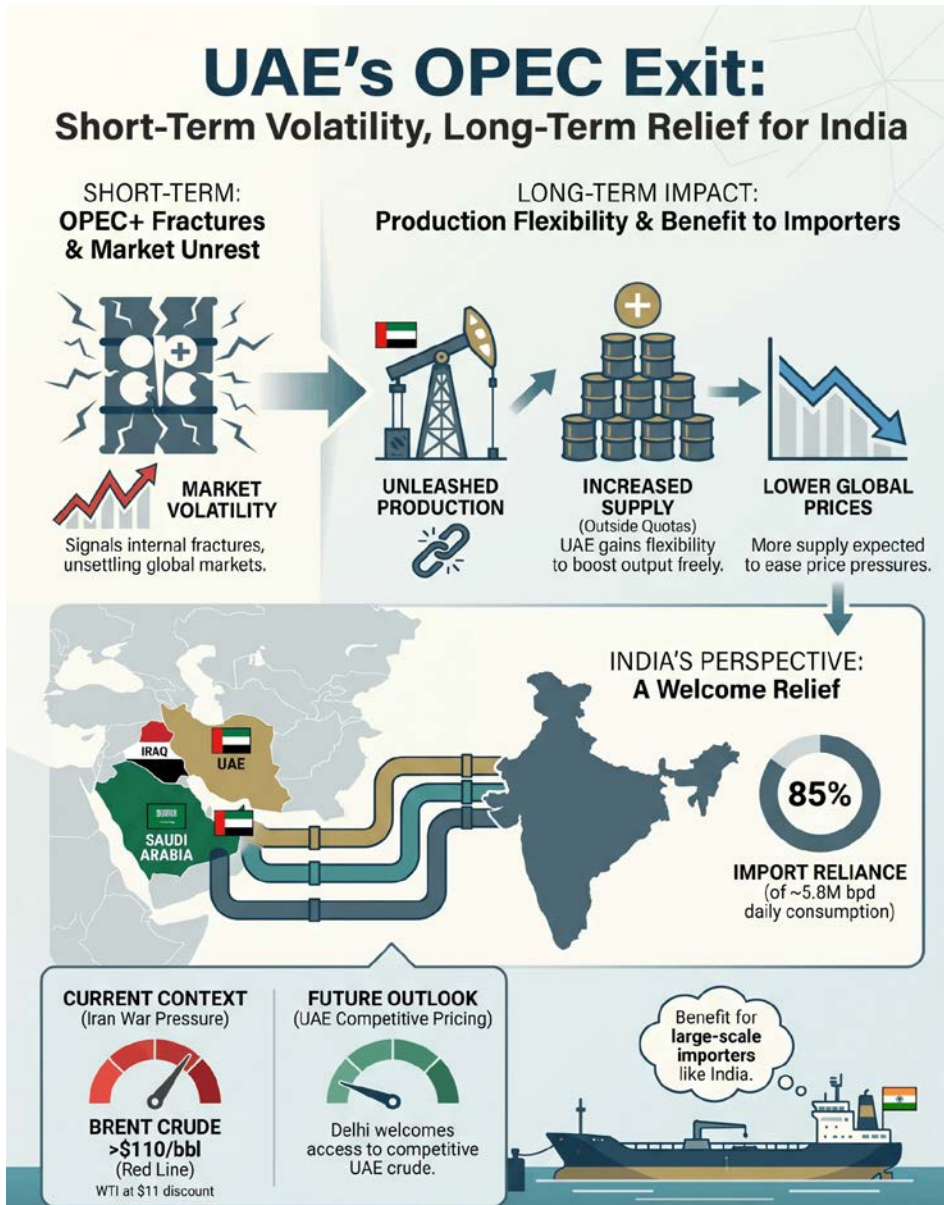 UAE's OPEC Exit:
Short-Term Volatility, Long-Term Relief for India
SHORT-TERM:
OPEC+ Fractures
& Market Unrest
MARKET
VOLATILITY
Signals internal fractures,
unsettling global markets.
LONG-TERM IMPACT:
Production Flexibility & Benefit to Importers
UNLEASHED
PRODUCTION
INCREASED
SUPPLY
(Outside Quotas)
UAE gains flexibility
to boost output freely.
LOWER GLOBAL
PRICES
More supply expected
to ease price pressures.
INDIA'S PERSPECTIVE:
A Welcome Relief
IRAQ
UAE
SAUDI
ARABIA
85%
IMPORT RELIANCE
(of ~5.8M bpd
daily consumption)
CURRENT CONTEXT
(Iran War Pressure)
BRENT CRUDE
>$110/bbl
(Red Line)
WTI at $11 discount
FUTURE OUTLOOK
(UAE Competitive Pricing)
Delhi welcomes
access to competitive
UAE crude.
Benefit for
large-scale
importers
like India.